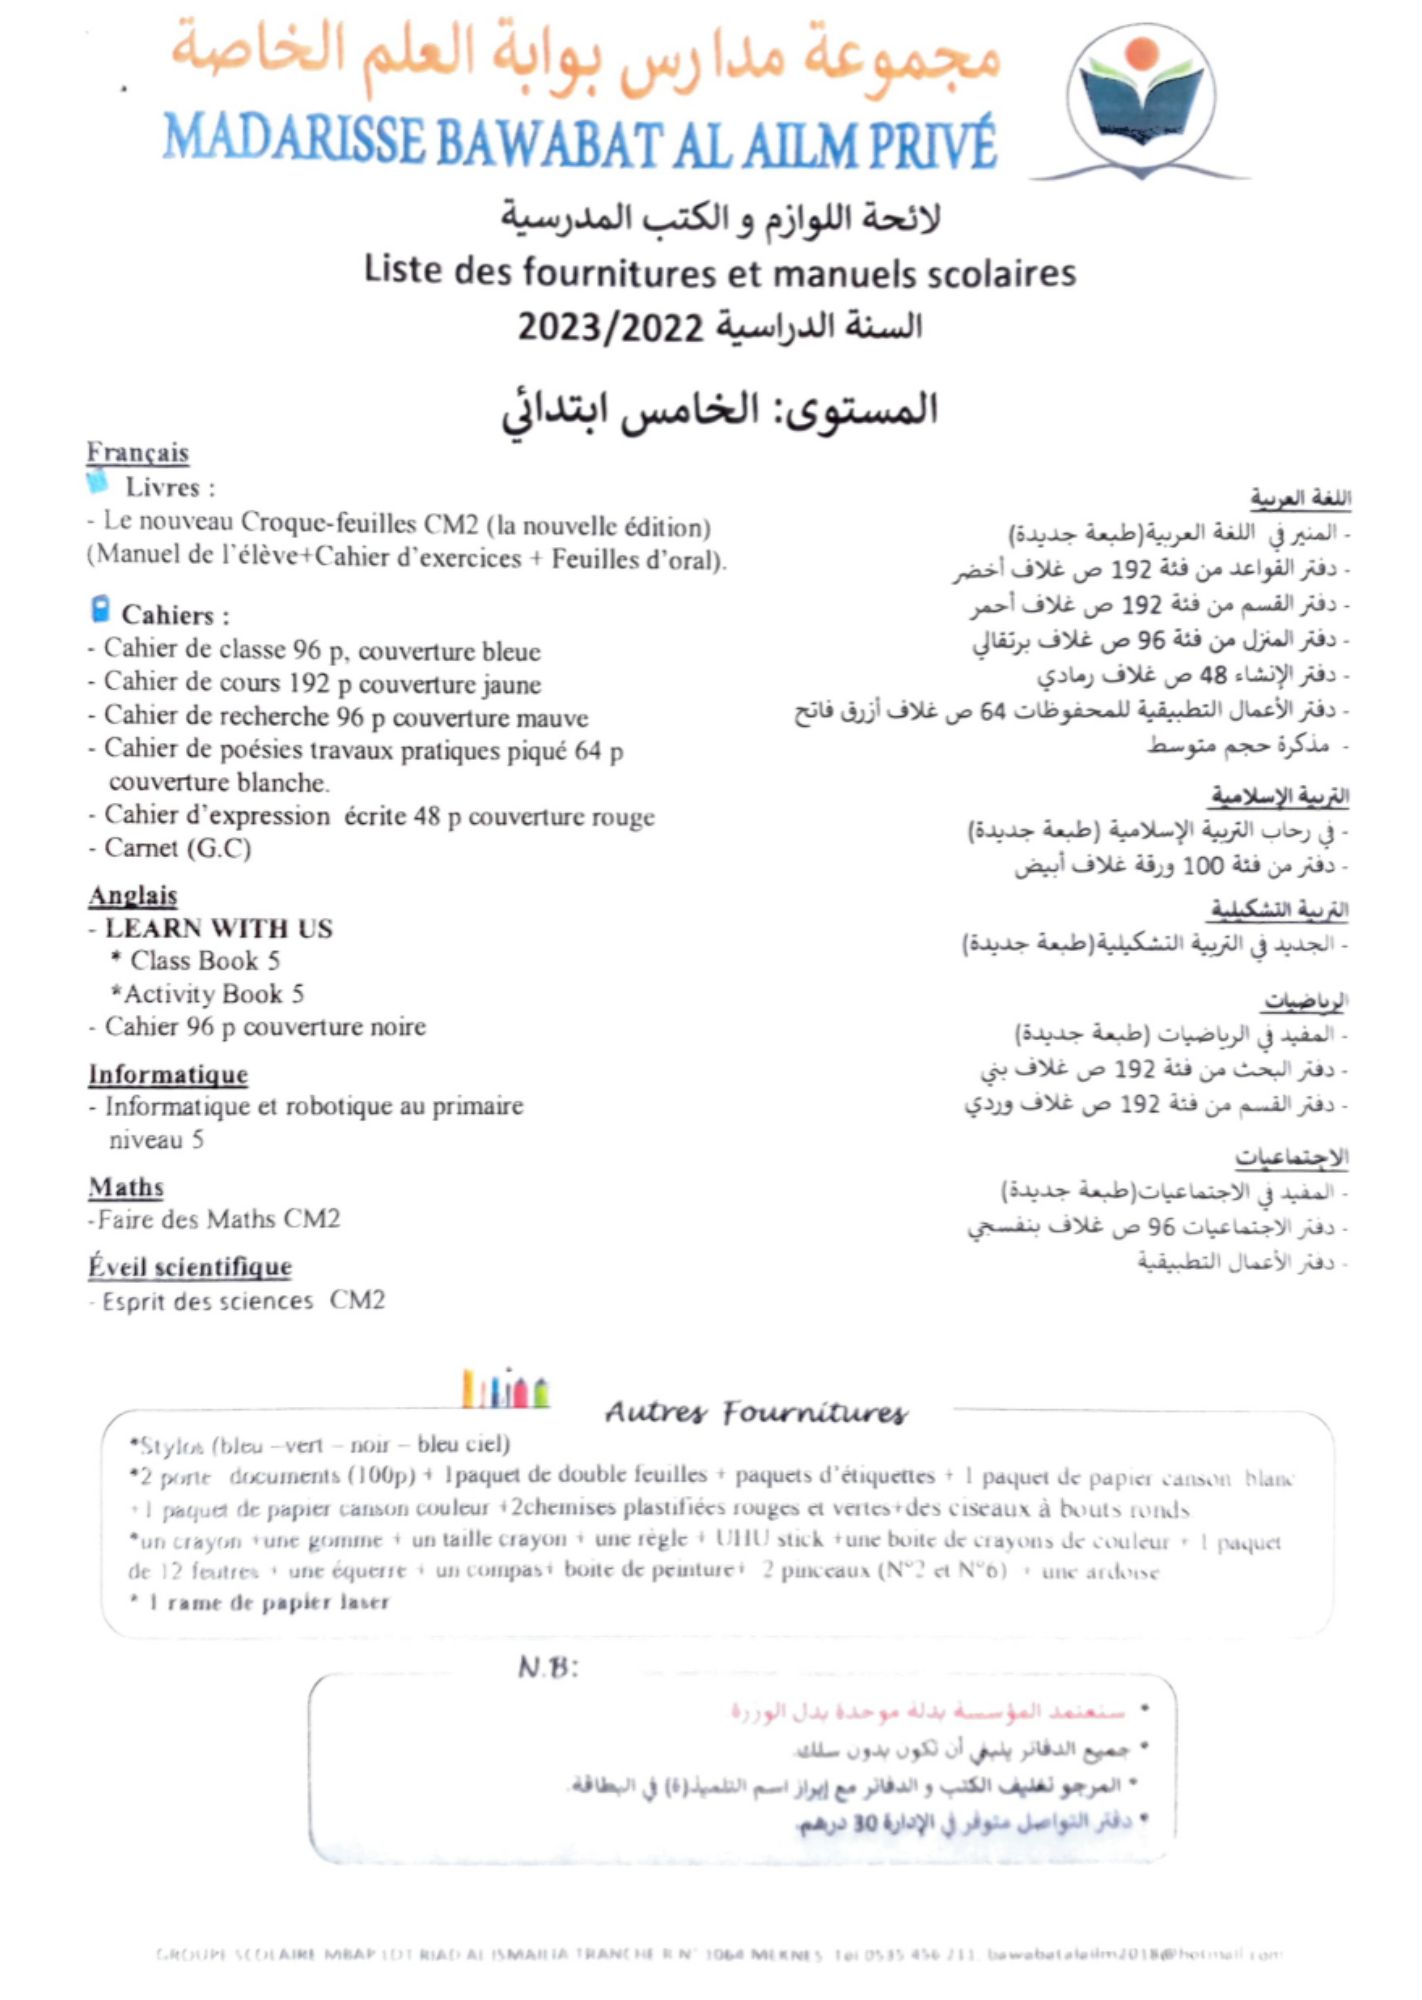 مجموعة مدارس بوابة العلم الخاصة
MADARISSE BAWABAT AL AILM PRIVÉ
لائحة اللوازم و الكتب المدرسية
Liste des fournitures et manuels scolaires
السنة الدراسية 2023/2022
المستوى: الخامس ابتدائي
Français
Livres :
- Le nouveau Croque-feuilles CM2 (la nouvelle édition)
(Manuel de l'élève+Cahier d'exercices + Feuilles d'oral).
Cahiers :
- Cahier de classe 96 p, couverture bleue
- Cahier de cours 192 p couverture jaune
- Cahier de recherche 96 p couverture mauve
- Cahier de poésies travaux pratiques piqué 64 p
couverture blanche.
- Cahier d'expression écrite 48 p couverture rouge
- Carnet (G.C)
Anglais
- LEARN WITH US
* Class Book 5
*Activity Book 5
- Cahier 96 p couverture noire
Informatique
- Informatique et robotique au primaire
niveau 5
Maths
-Faire des Maths CM2
Éveil scientifique
- Esprit des sciences CM2
اللغة العربية
- المنير في اللغة العربية(طبعة جديدة)
- دفتر القواعد من فئة 192 ص غلاف أخضر
- دفتر القسم من فئة 192 ص غلاف أحمر
- دفتر المنزل من فئة 96 ص غلاف برتقالي
- دفتر الإنشاء 48 ص غلاف رمادي
- دفتر الأعمال التطبيقية للمحفوظات 64 ص غلاف أزرق فاتح
- مذكرة حجم متوسط
التربية الإسلامية
- في رحاب التربية الإسلامية (طبعة جديدة)
- دفتر من فئة 100 ورقة غلاف أبيض
التربية التشكيلية
- الجديد في التربية التشكيلية(طبعة جديدة)
الرياضيات
- المفيد في الرياضيات (طبعة جديدة)
- دفتر البحث من فئة 192 ص غلاف بني
- دفتر القسم من فئة 192 ص غلاف وردي
الاجتماعيات
- المفيد في الاجتماعيات(طبعة جديدة)
- دفتر الاجتماعيات 96 ص غلاف بنفسجي
- دفتر الأعمال التطبيقية
Autres Fournitures
*Stylos (bleu –vert – noir – bleu ciel)
*2 porte documents (100p) + 1paquet de double feuilles + paquets d'étiquettes + 1 paquet de papier canson blanc
+1 paquet de papier canson couleur +2chemises plastifiées rouges et vertes+des ciseaux à bouts ronds
*un crayon +une gomme + un taille crayon + une règle + UHU stick +une boite de crayons de couleur + 1 paquet
de 12 feutres + une équerre + un compas+ boite de peinture+ 2 pinceaux (N°2 et N°6) + une ardoise
* 1 rame de papier laser
N.B:
• ستعتمد المؤسسة بدلة موحدة بدل الوزرة
• جميع الدفاتر ينبغي أن تكون بدون سلك.
• المرجو تغليف الكتب و الدفاتر مع إبراز اسم التلميذ(ة) في البطاقة.
• دفتر التواصل متوفر في الإدارة 30 درهم.
GROUPE SCOLAIRE MBAP LOT RIAD AL ISMAILIA TRANCHE R N° 3064 MEKNES Tel 0535 456 211. bawabatalailm2018@hotmail.com